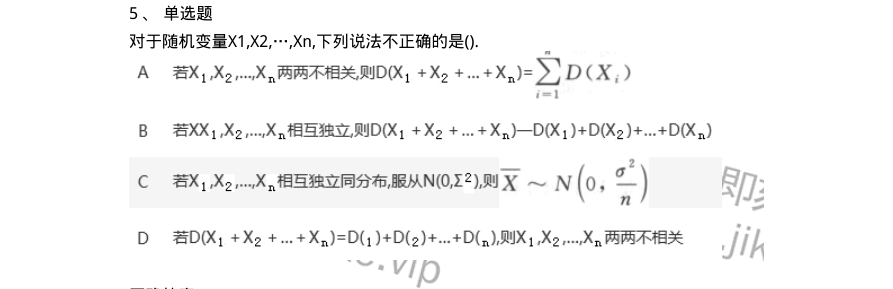 5 、 单选题
对于随机变量X1,X2,…,Xn,下列说法不正确的是().
A 若X₁,X₂,...,Xₙ两两不相关,则D(X₁+X₂+...+Xₙ)=∑ⁿᵢ₌₁D(Xᵢ)
B 若XX₁,X₂,...,Xₙ相互独立,则D(X₁+X₂+...+Xₙ)—D(X₁)+D(X₂)+...+D(Xₙ)
C 若X₁,X₂,...,Xₙ相互独立同分布,服从N(0,Σ²),则X̄ ~ N(0, σ²/n)
D 若D(X₁+X₂+...+Xₙ)=D(₁)+D(₂)+...+D(ₙ),则X₁,X₂,...,Xₙ两两不相关
.jik
.vip